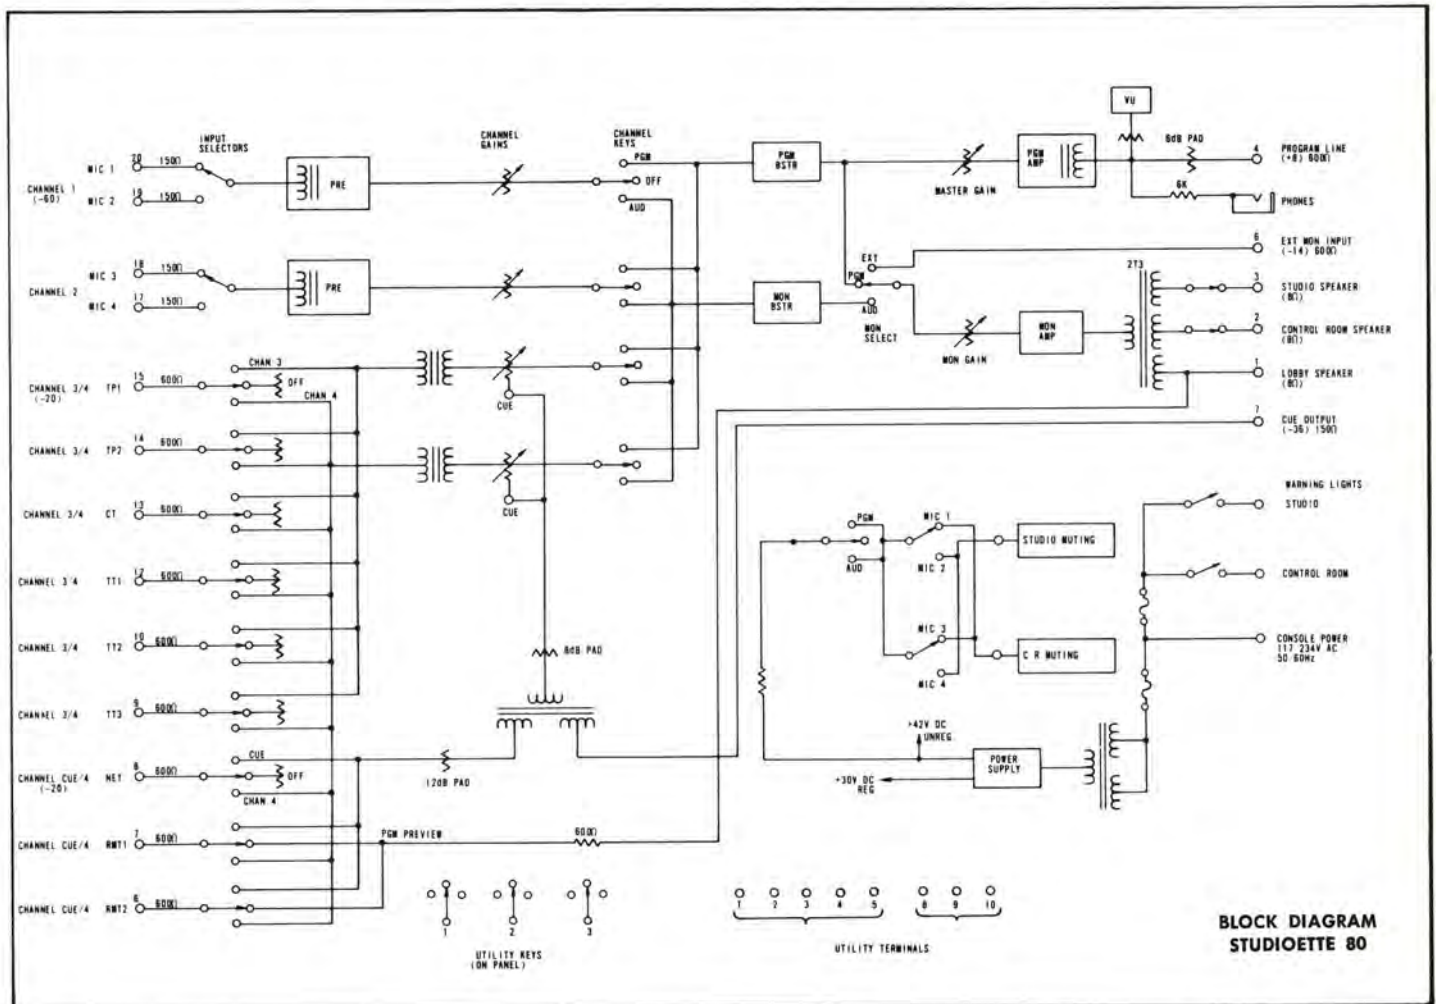 VU
INPUT
SELECTORS
CHANNEL
GAINS
CHANNEL
KEYS
PGM
OFF
AUD
CHANNEL 1
(-60)
MIC 1
20
150Ω
MIC 2
19
150Ω
PRE
PGM
BSTR
MASTER GAIN
PGM
AMP
6dB PAD
4
PROGRAM LINE
(+8) 600Ω
6K
PHONES
CHANNEL 2
MIC 3
18
150Ω
MIC 4
17
150Ω
PRE
MON
BSTR
EXT
PGM
AUD
MON
SELECT
MON GAIN
MON
AMP
2T3
6
EXT MON INPUT
(-14) 600Ω
3
STUDIO SPEAKER
(8Ω)
2
CONTROL ROOM SPEAKER
(8Ω)
1
LOBBY SPEAKER
(8Ω)
7
CUE OUTPUT
(-36) 150Ω
CHAN 3
CHANNEL 3/4
(-20)
TP1
15
600Ω
OFF
CHAN 4
CUE
CHANNEL 3/4
TP2
14
600Ω
CUE
CHANNEL 3/4
CT
13
600Ω
CHANNEL 3/4
TT1
12
600Ω
CHANNEL 3/4
TT2
10
600Ω
CHANNEL 3/4
TT3
9
600Ω
8dB PAD
CUE
CHANNEL CUE/4
(-20)
NET
8
600Ω
OFF
CHAN 4
12dB PAD
CHANNEL CUE/4
RMT1
7
600Ω
PGM PREVIEW
600Ω
CHANNEL CUE/4
RMT2
6
600Ω
PGM
AUD
MIC 1
MIC 2
MIC 3
MIC 4
STUDIO MUTING
C R MUTING
WARNING LIGHTS
STUDIO
CONTROL ROOM
CONSOLE POWER
117 234V AC
50 60Hz
+42V DC
UNREG
+30V DC
REG
POWER
SUPPLY
1
2
3
UTILITY KEYS
(ON PANEL)
1
2
3
4
5
8
9
10
UTILITY TERMINALS
BLOCK DIAGRAM
STUDIOETTE 80